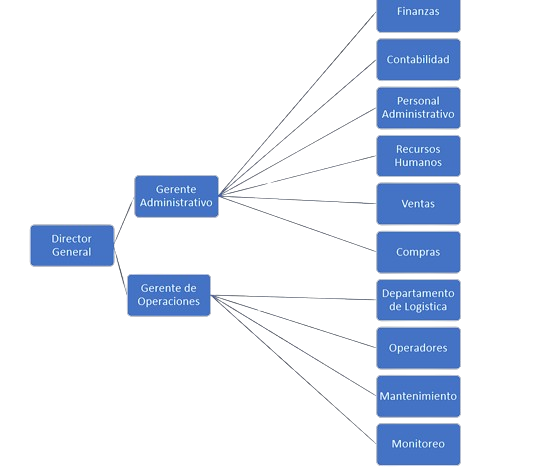 Finanzas
Contabilidad
Personal
Administrativo
Recursos
Humanos
Gerente
Administrativo
Ventas
Director
General
Compras
Gerente de
Operaciones
Departamento
de Logistica
Operadores
Mantenimiento
Monitoreo